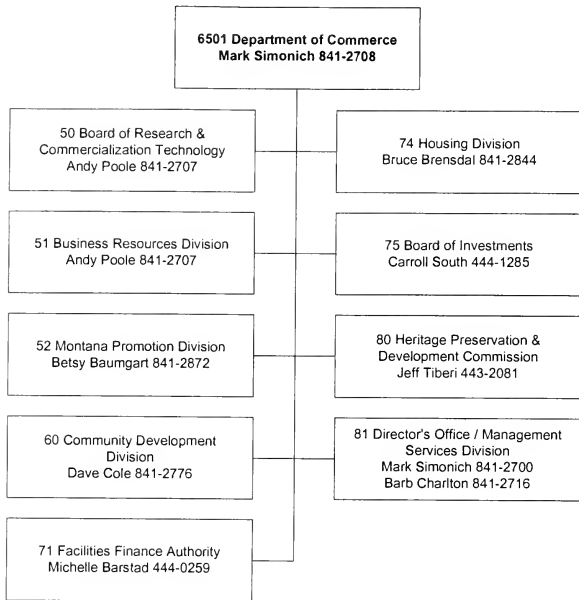 6501 Department of Commerce
Mark Simonich 841-2708
50 Board of Research &
Commercialization Technology
Andy Poole 841-2707
74 Housing Division
Bruce Brensdal 841-2844
51 Business Resources Division
Andy Poole 841-2707
75 Board of Investments
Carroll South 444-1285
52 Montana Promotion Division
Betsy Baumgart 841-2872
80 Heritage Preservation &
Development Commission
Jeff Tiberi 443-2081
60 Community Development
Division
Dave Cole 841-2776
81 Director's Office / Management
Services Division
Mark Simonich 841-2700
Barb Charlton 841-2716
71 Facilities Finance Authority
Michelle Barstad 444-0259